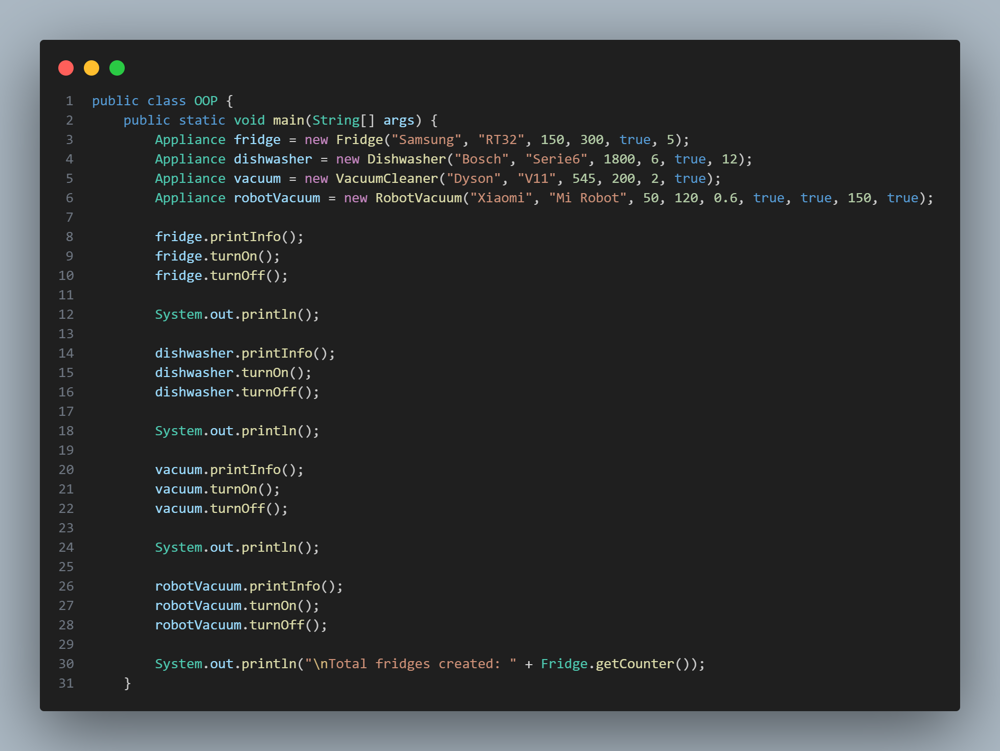 1 public class OOP {
2     public static void main(String[] args) {
3         Appliance fridge = new Fridge("Samsung", "RT32", 150, 300, true, 5);
4         Appliance dishwasher = new Dishwasher("Bosch", "Serie6", 1800, 6, true, 12);
5         Appliance vacuum = new VacuumCleaner("Dyson", "V11", 545, 200, 2, true);
6         Appliance robotVacuum = new RobotVacuum("Xiaomi", "Mi Robot", 50, 120, 0.6, true, true, 150, true);
7
8         fridge.printInfo();
9         fridge.turnOn();
10         fridge.turnOff();
11
12         System.out.println();
13
14         dishwasher.printInfo();
15         dishwasher.turnOn();
16         dishwasher.turnOff();
17
18         System.out.println();
19
20         vacuum.printInfo();
21         vacuum.turnOn();
22         vacuum.turnOff();
23
24         System.out.println();
25
26         robotVacuum.printInfo();
27         robotVacuum.turnOn();
28         robotVacuum.turnOff();
29
30         System.out.println("\nTotal fridges created: " + Fridge.getCounter());
31     }